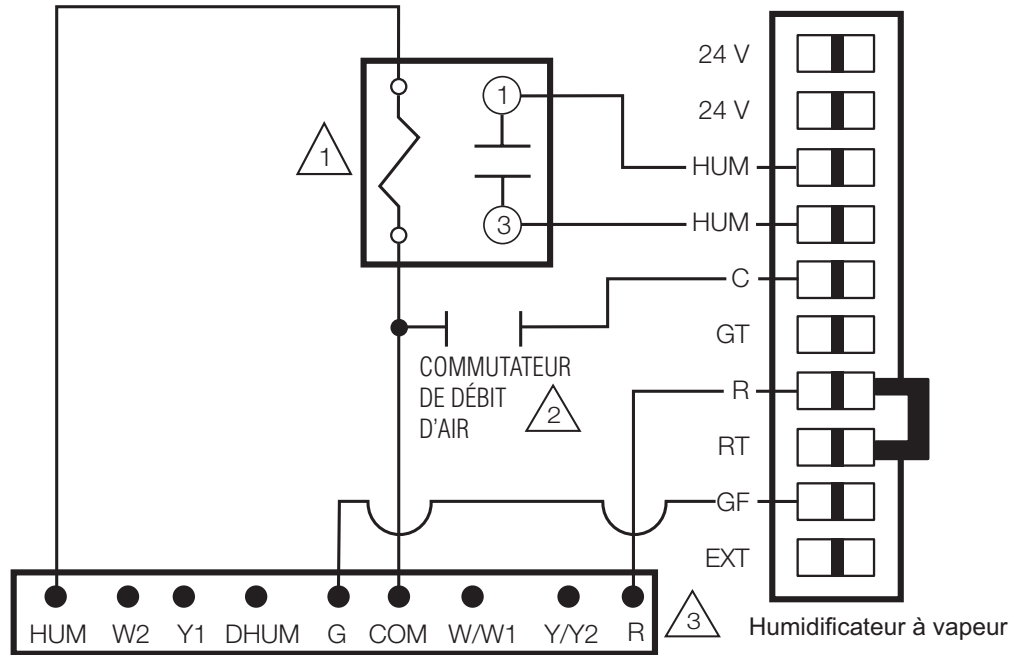 24 V
24 V
HUM
HUM
C
GT
R
RT
GF
EXT
1
1
3
COMMUTATEUR
DE DÉBIT
D'AIR
2
HUM W2 Y1 DHUM G COM W/W1 Y/Y2 R
3
Humidificateur à vapeur